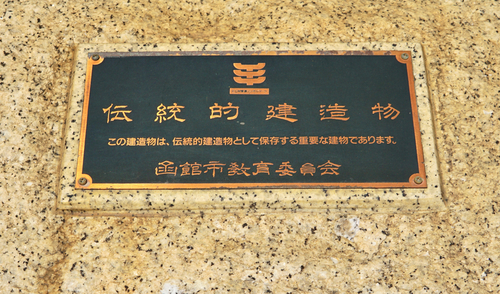 伝統的建造物
この建造物は、伝統的建造物として保存する重要な建物であります。
函館市教育委員会